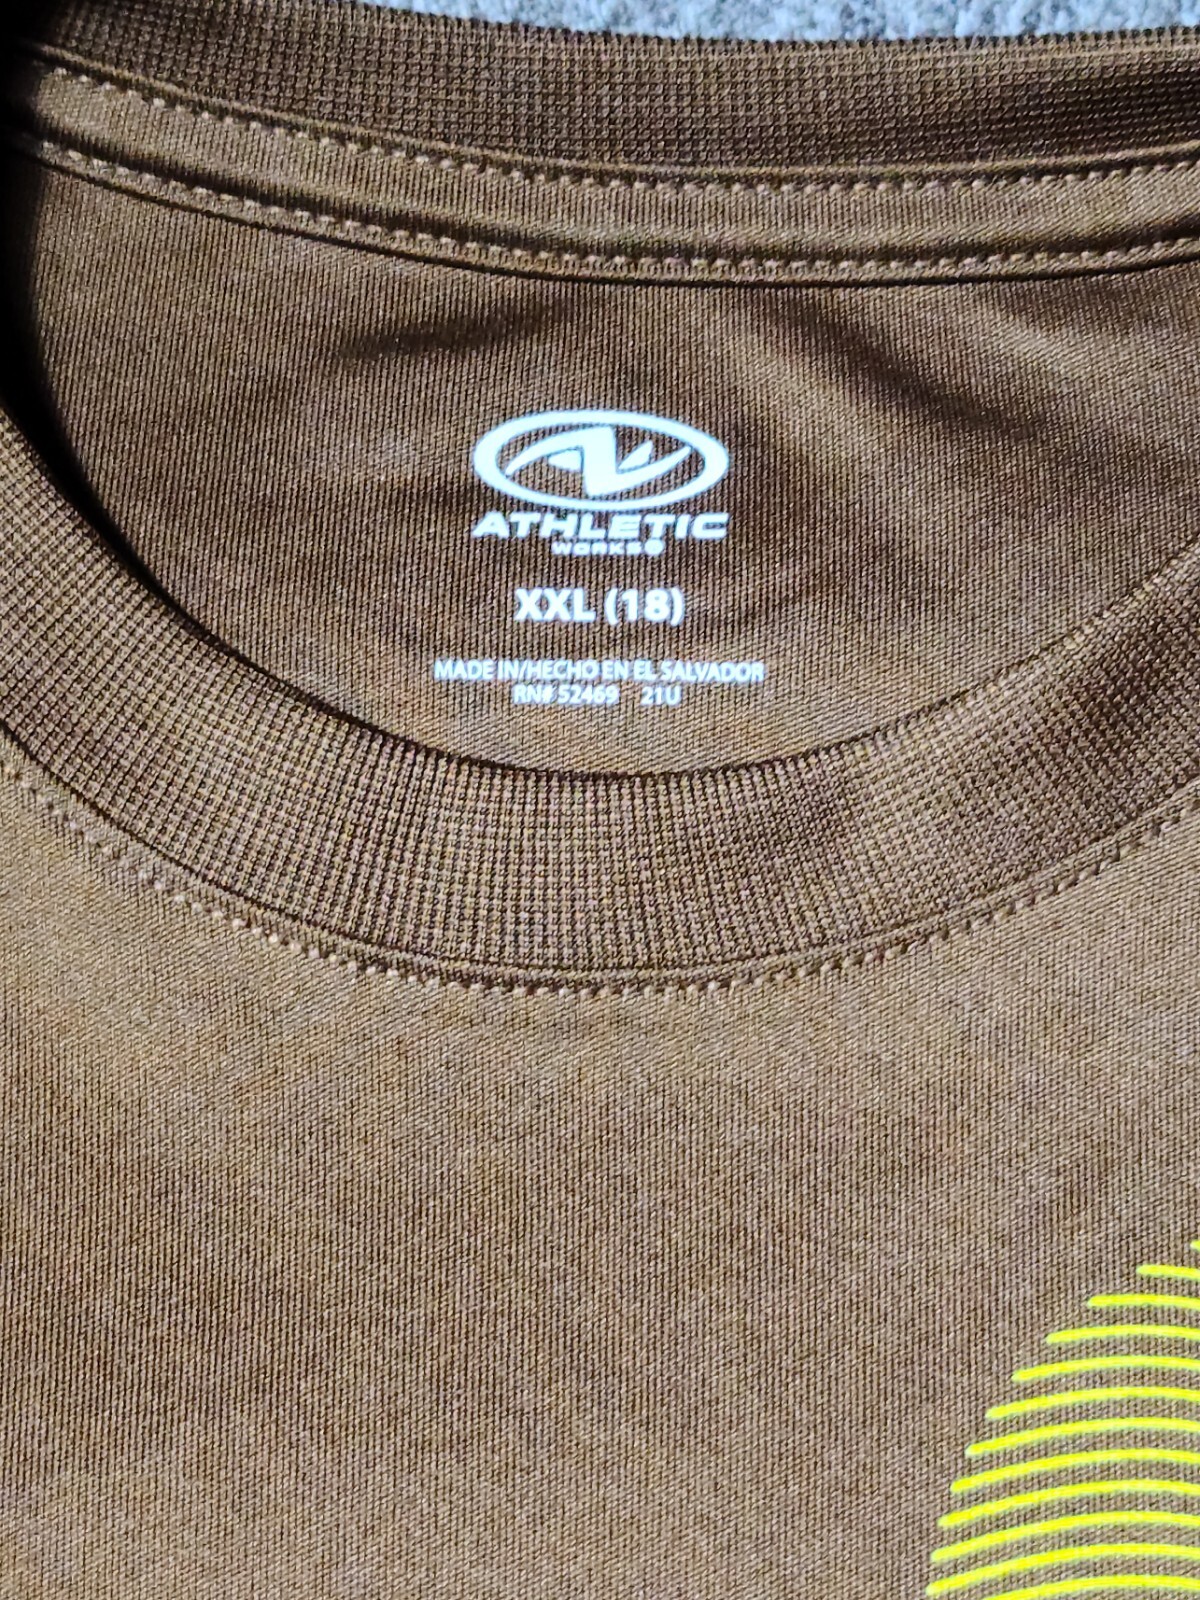 ATHLETIC
WORKS®
XXL (18)
MADE IN/HECHO EN EL SALVADOR
RN# 52469 21U